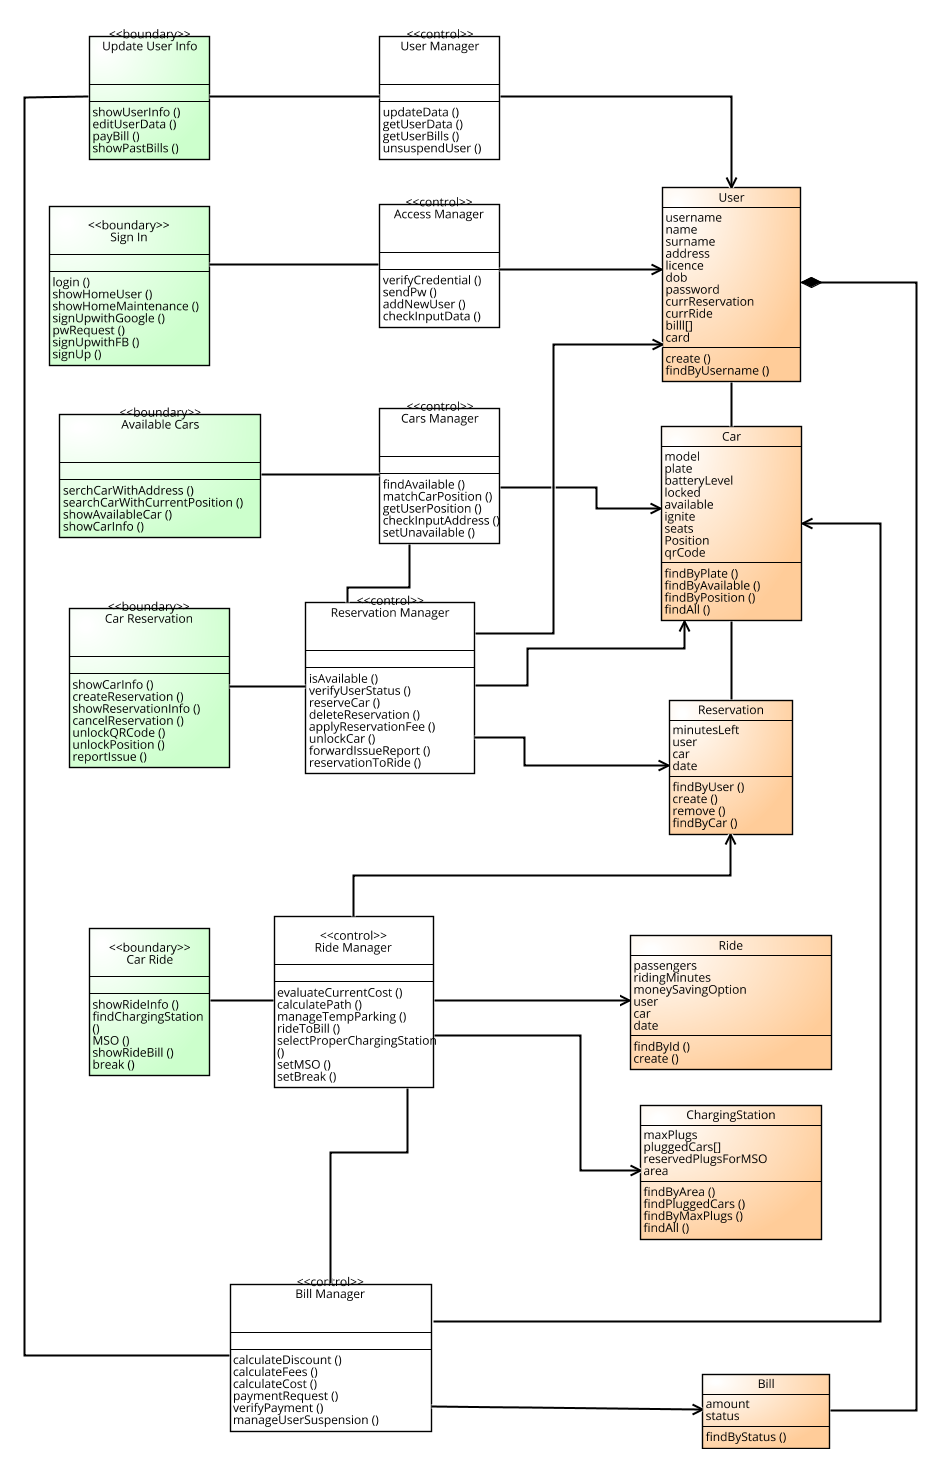 <<boundary>>
Update User Info
showUserInfo ()
editUserData ()
payBill ()
showPastBills ()
<<control>>
User Manager
updateData ()
getUserData ()
getUserBills ()
unsuspendUser ()
<<boundary>>
Sign In
login ()
showHomeUser ()
showHomeMaintenance ()
signUpwithGoogle ()
pwRequest ()
signUpwithFB ()
signUp ()
<<control>>
Access Manager
verifyCredential ()
sendPw ()
addNewUser ()
checkInputData ()
User
username
name
surname
address
licence
dob
password
currReservation
currRide
billl[]
card
create ()
findByUsername ()
<<boundary>>
Available Cars
serchCarWithAddress ()
searchCarWithCurrentPosition ()
showAvailableCar ()
showCarInfo ()
<<control>>
Cars Manager
findAvailable ()
matchCarPosition ()
getUserPosition ()
checkInputAddress ()
setUnavailable ()
Car
model
plate
batteryLevel
locked
available
ignite
seats
Position
qrCode
findByPlate ()
findByAvailable ()
findByPosition ()
findAll ()
<<boundary>>
Car Reservation
showCarInfo ()
createReservation ()
showReservationInfo ()
cancelReservation ()
unlockQRCode ()
unlockPosition ()
reportIssue ()
<<control>>
Reservation Manager
isAvailable ()
verifyUserStatus ()
reserveCar ()
deleteReservation ()
applyReservationFee ()
unlockCar ()
forwardIssueReport ()
reservationToRide ()
Reservation
minutesLeft
user
car
date
findByUser ()
create ()
remove ()
findByCar ()
<<boundary>>
Car Ride
showRideInfo ()
findChargingStation
()
MSO ()
showRideBill ()
break ()
<<control>>
Ride Manager
evaluateCurrentCost ()
calculatePath ()
manageTempParking ()
rideToBill ()
selectProperChargingStation
()
setMSO ()
setBreak ()
Ride
passengers
ridingMinutes
moneySavingOption
user
car
date
findById ()
create ()
ChargingStation
maxPlugs
pluggedCars[]
reservedPlugsForMSO
area
findByArea ()
findPluggedCars ()
findByMaxPlugs ()
findAll ()
<<control>>
Bill Manager
calculateDiscount ()
calculateFees ()
calculateCost ()
paymentRequest ()
verifyPayment ()
manageUserSuspension ()
Bill
amount
status
findByStatus ()